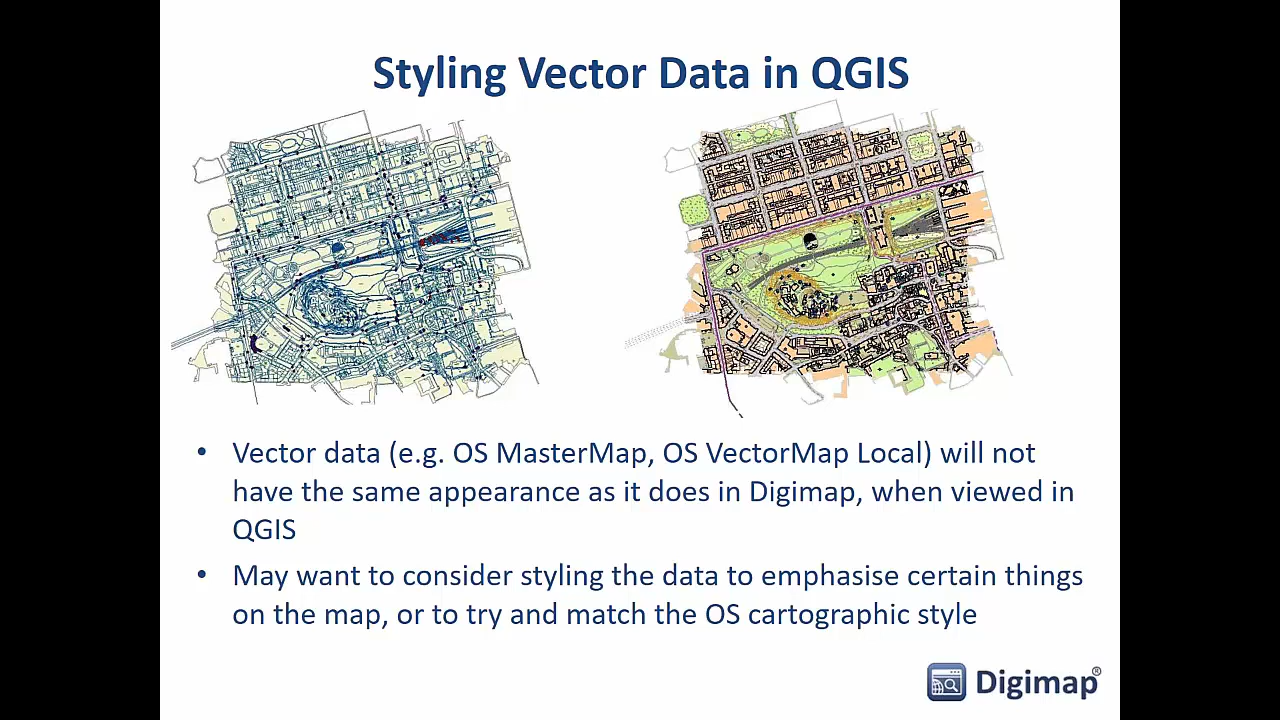 Styling Vector Data in QGIS
• Vector data (e.g. OS MasterMap, OS VectorMap Local) will not
have the same appearance as it does in Digimap, when viewed in
QGIS
• May want to consider styling the data to emphasise certain things
on the map, or to try and match the OS cartographic style
Digimap®